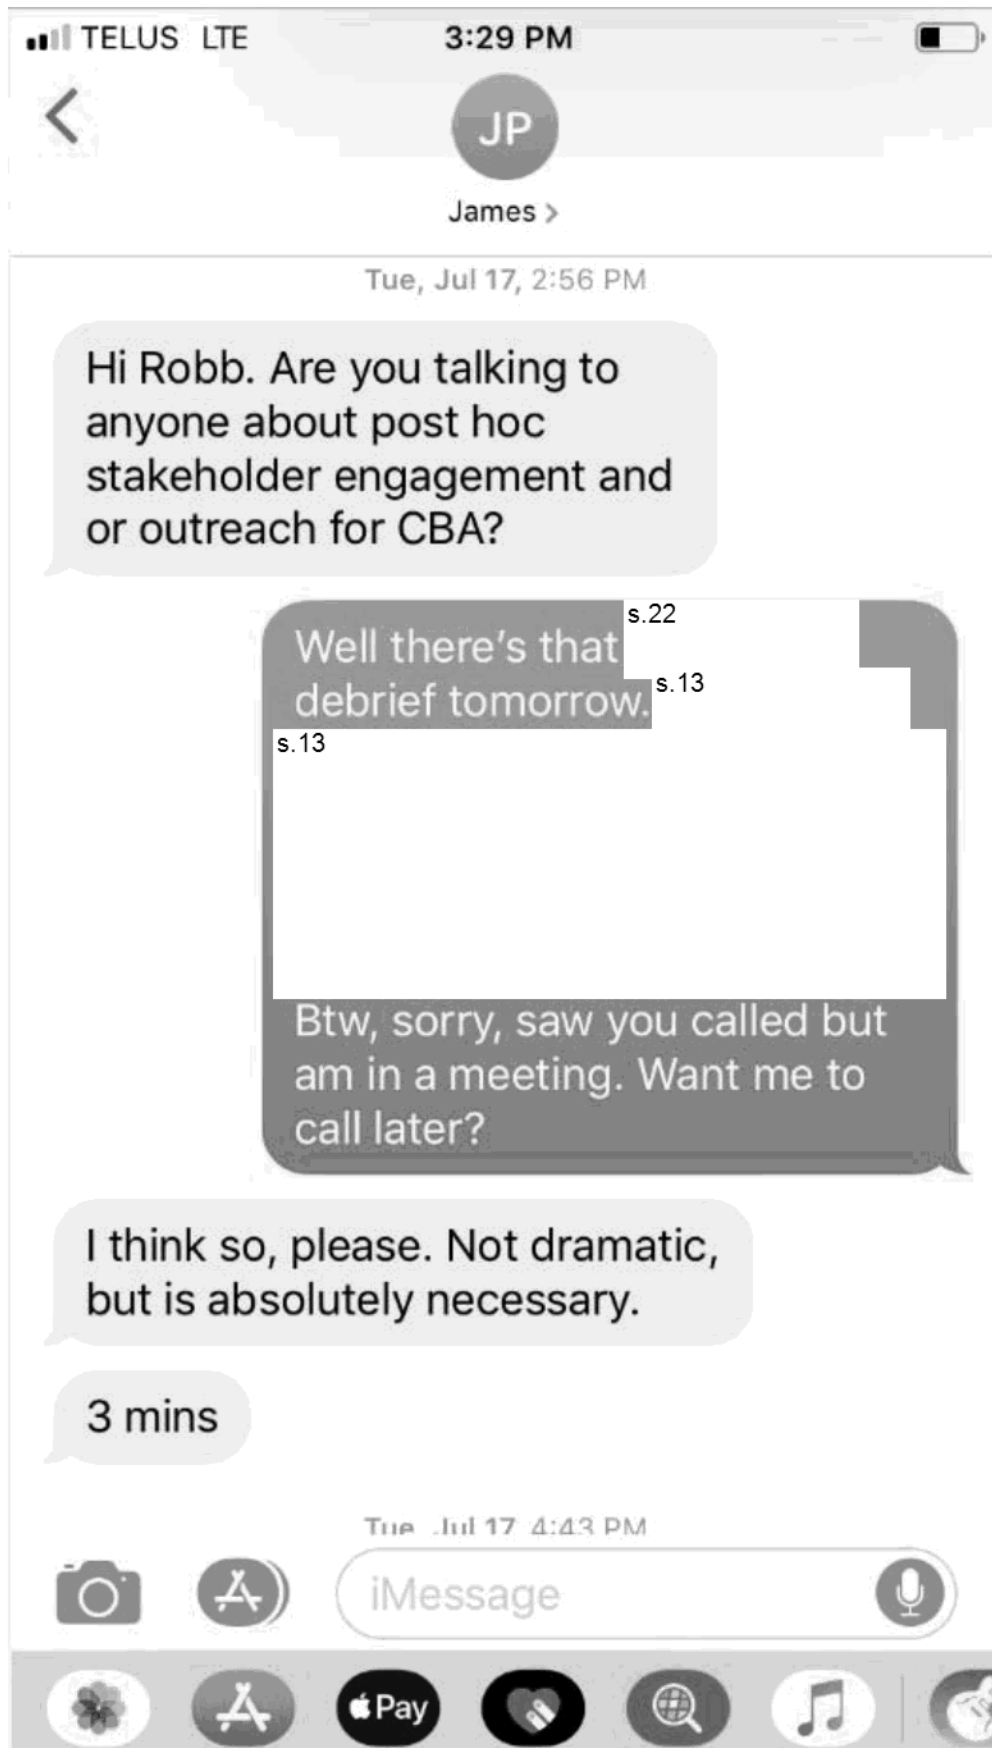 TELUS LTE 3:29 PM
JP
James >
Tue, Jul 17, 2:56 PM
Hi Robb. Are you talking to
anyone about post hoc
stakeholder engagement and
or outreach for CBA?
Well there's that s.22
debrief tomorrow. s.13
s.13
Btw, sorry, saw you called but
am in a meeting. Want me to
call later?
I think so, please. Not dramatic,
but is absolutely necessary.
3 mins
Tue, Jul 17, 4:43 PM
iMessage
Pay